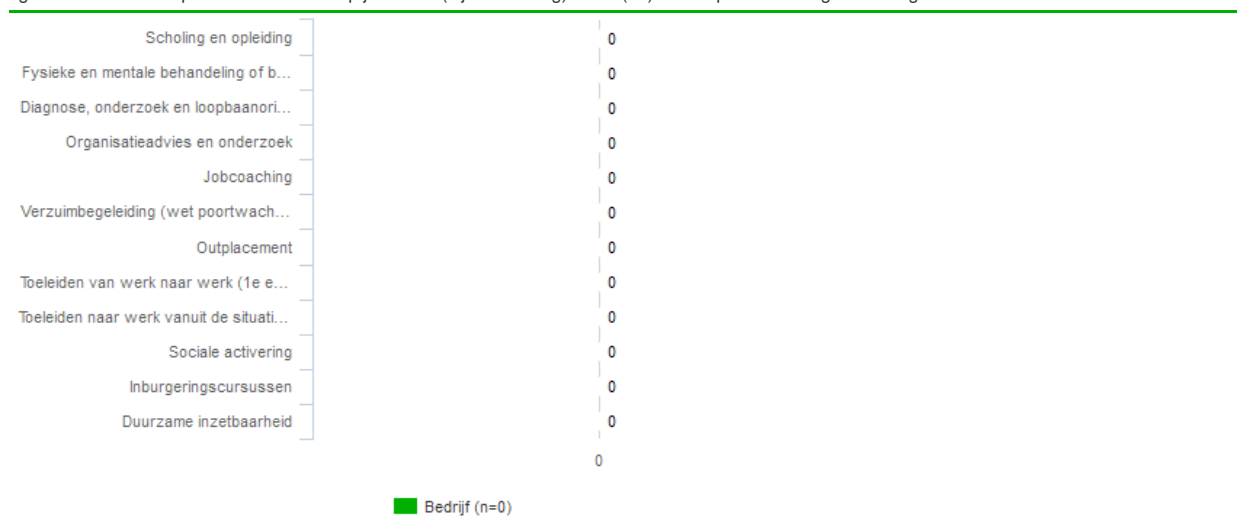 Scholing en opleiding 0
Fysieke en mentale behandeling of b... 0
Diagnose, onderzoek en loopbaanori... 0
Organisatieadvies en onderzoek 0
Jobcoaching 0
Verzuimbegeleiding (wet poortwach... 0
Outplacement 0
Toeleiden van werk naar werk (1e e... 0
Toeleiden naar werk vanuit de situati... 0
Sociale activering 0
Inburgeringscursussen 0
Duurzame inzetbaarheid 0
0
Bedrijf (n=0)